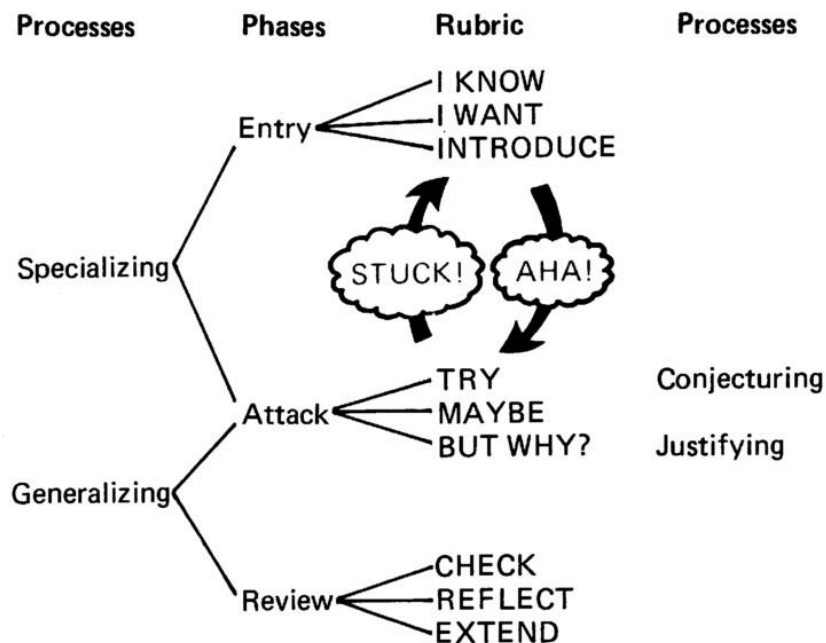 Processes Phases Rubric Processes
I KNOW
Entry I WANT
INTRODUCE
Specializing STUCK! AHA!
TRY Conjecturing
Attack MAYBE
BUT WHY? Justifying
Generalizing
CHECK
Review REFLECT
EXTEND